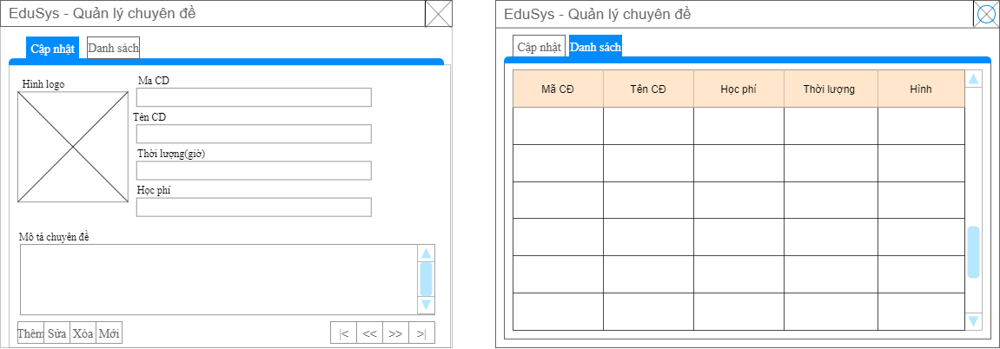 EduSys - Quản lý chuyên đề
Cập nhật Danh sách
Hình logo
Ma CD
Tên CD
Thời lượng(giờ)
Học phí
Mô tả chuyên đề
Thêm Sửa Xóa Mới
|< << >> >|
EduSys - Quản lý chuyên đề
Cập nhật Danh sách
Mã CĐ Tên CĐ Học phí Thời lượng Hình